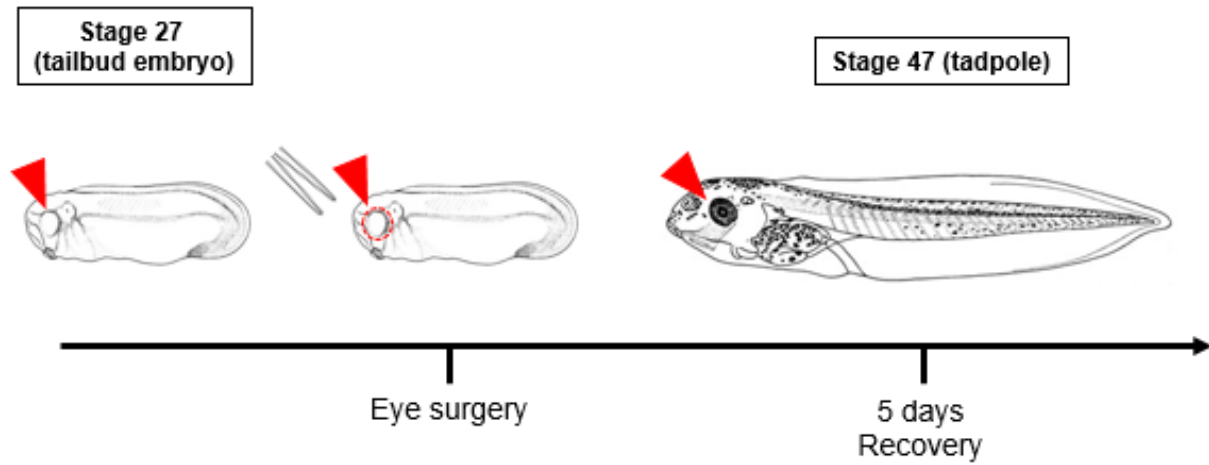 Stage 27
(tailbud embryo)
Stage 47 (tadpole)
Eye surgery
5 days
Recovery